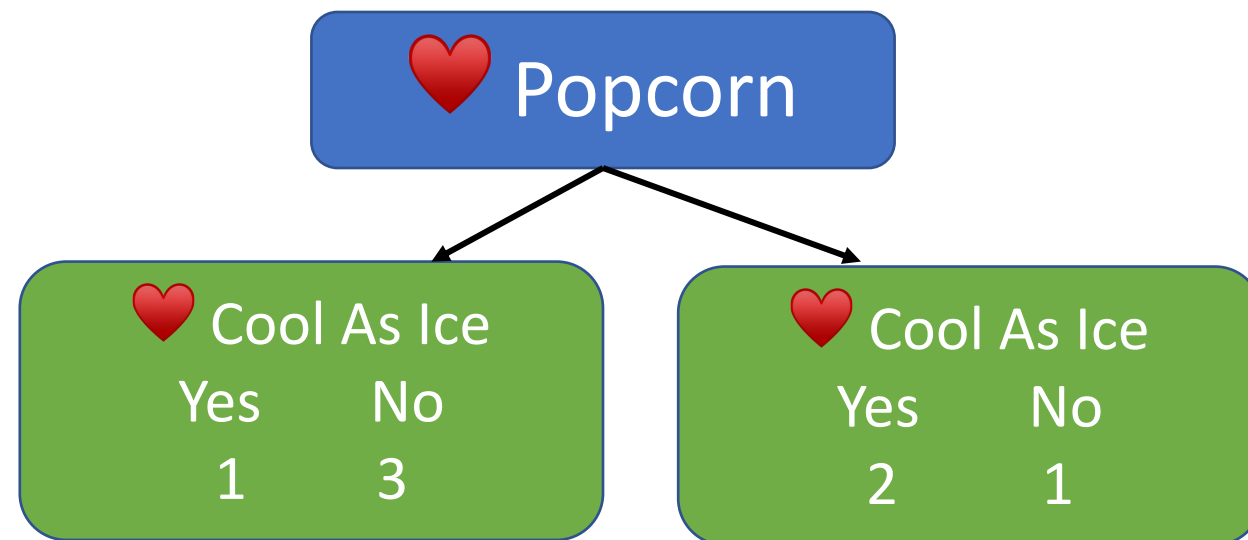 Popcorn
Cool As Ice
Yes No
1 3
Cool As Ice
Yes No
2 1